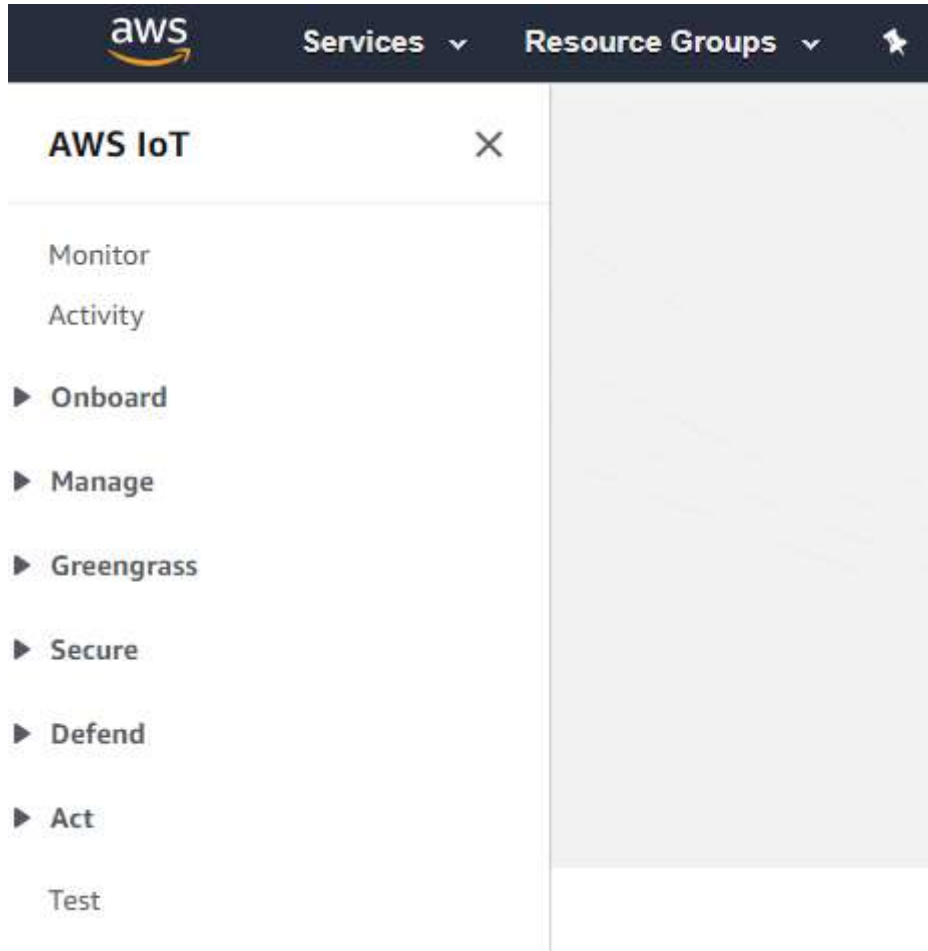 aws Services Resource Groups
AWS IoT
Monitor
Activity
Onboard
Manage
Greengrass
Secure
Defend
Act
Test